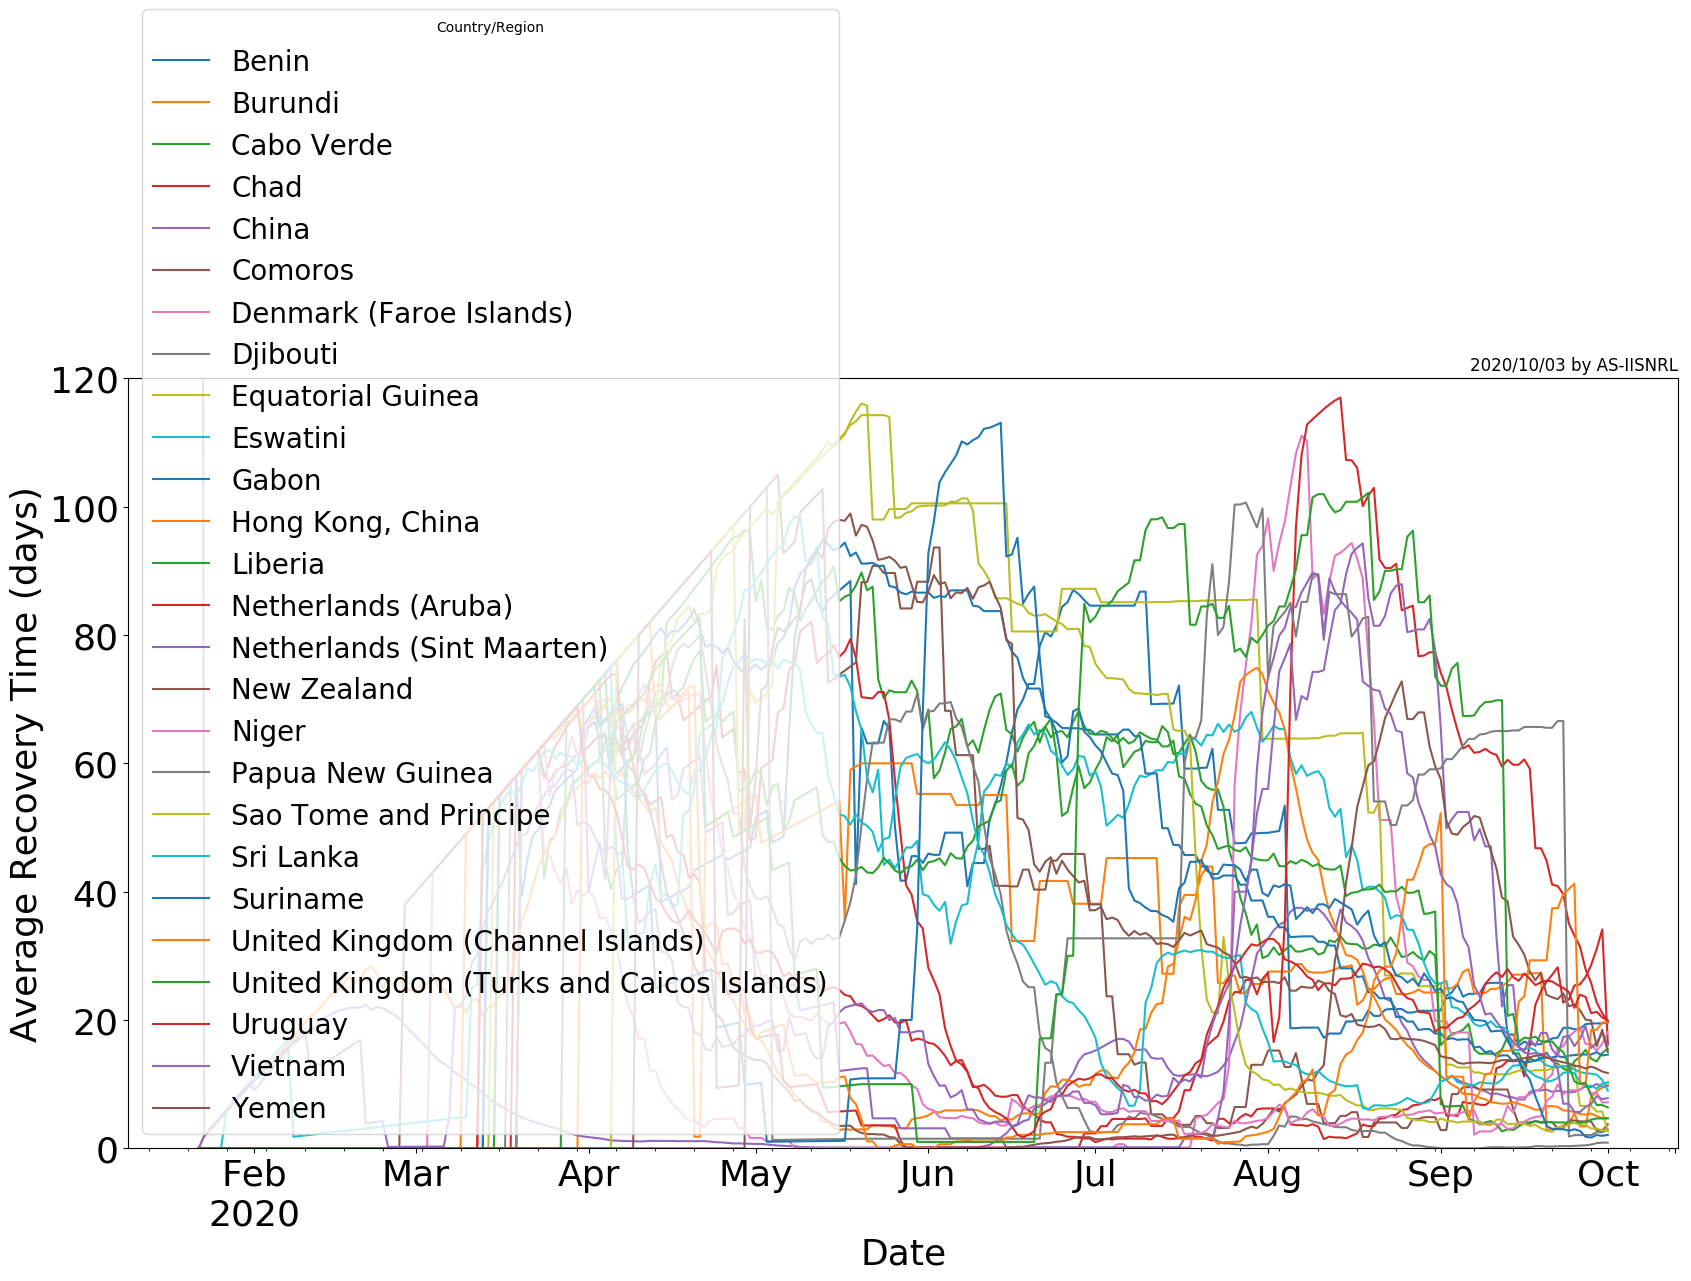 Country/Region
Benin
Burundi
Cabo Verde
Chad
China
Comoros
Denmark (Faroe Islands)
Djibouti
Equatorial Guinea
Eswatini
Gabon
Hong Kong, China
Liberia
Netherlands (Aruba)
Netherlands (Sint Maarten)
New Zealand
Niger
Papua New Guinea
Sao Tome and Principe
Sri Lanka
Suriname
United Kingdom (Channel Islands)
United Kingdom (Turks and Caicos Islands)
Uruguay
Vietnam
Yemen
2020/10/03 by AS-IISNRL
Average Recovery Time (days)
120
100
80
60
40
20
0
Feb Mar Apr May Jun Jul Aug Sep Oct
2020
Date